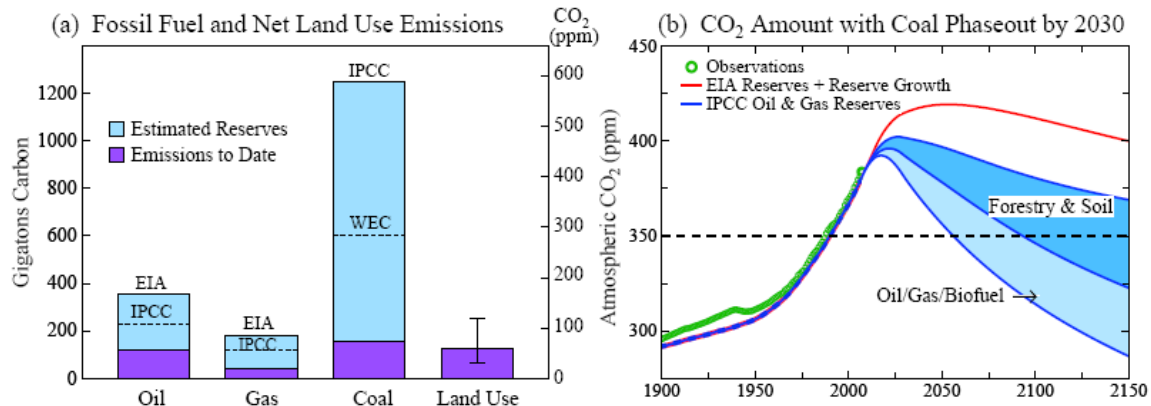 (a) Fossil Fuel and Net Land Use Emissions
CO2
(ppm)
Gigatons Carbon
1200
1000
800
600
400
200
0
600
500
400
300
200
100
0
Estimated Reserves
Emissions to Date
EIA
IPCC
EIA
IPCC
IPCC
WEC
Oil
Gas
Coal
Land Use
(b) CO2 Amount with Coal Phaseout by 2030
Atmospheric CO2 (ppm)
450
400
350
300
Observations
EIA Reserves + Reserve Growth
IPCC Oil & Gas Reserves
Forestry & Soil
Oil/Gas/Biofuel →
1900
1950
2000
2050
2100
2150